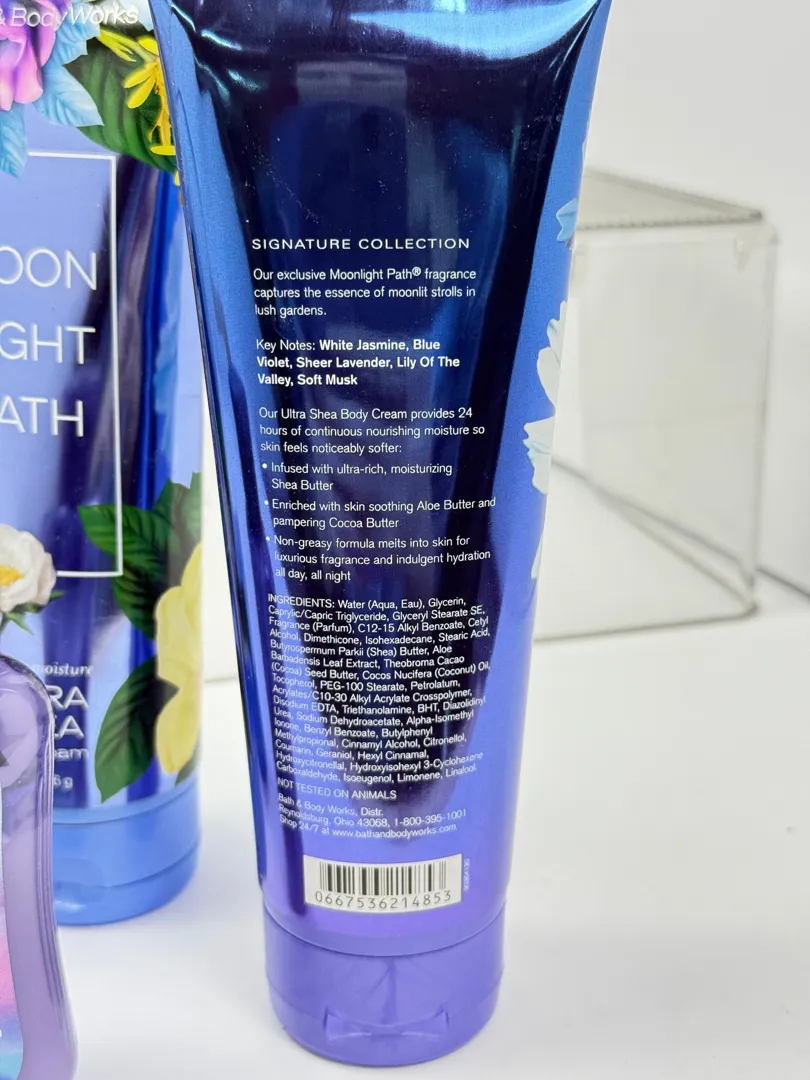 & Body Works
OON
GHT
ATH
moisture
RA
EA
eam
6 g
SIGNATURE COLLECTION
Our exclusive Moonlight Path® fragrance
captures the essence of moonlit strolls in
lush gardens.
Key Notes: White Jasmine, Blue
Violet, Sheer Lavender, Lily Of The
Valley, Soft Musk
Our Ultra Shea Body Cream provides 24
hours of continuous nourishing moisture so
skin feels noticeably softer:
• Infused with ultra-rich, moisturizing
Shea Butter
• Enriched with skin soothing Aloe Butter and
pampering Cocoa Butter
• Non-greasy formula melts into skin for
luxurious fragrance and indulgent hydration
all day, all night
INGREDIENTS: Water (Aqua, Eau), Glycerin,
Caprylic/Capric Triglyceride, Glyceryl Stearate SE,
Fragrance (Parfum), C12-15 Alkyl Benzoate, Cetyl
Alcohol, Dimethicone, Isohexadecane, Stearic Acid,
Butyrospermum Parkii (Shea) Butter, Aloe
Barbadensis Leaf Extract, Theobroma Cacao
(Cocoa) Seed Butter, Cocos Nucifera (Coconut) Oil,
Tocopherol, PEG-100 Stearate, Petrolatum,
Acrylates/C10-30 Alkyl Acrylate Crosspolymer,
Disodium EDTA, Triethanolamine, BHT, Diazolidinyl
Urea, Sodium Dehydroacetate, Alpha-Isomethyl
Ionone, Benzyl Benzoate, Butylphenyl
Methylpropional, Cinnamyl Alcohol, Citronellol,
Coumarin, Geraniol, Hexyl Cinnamal,
Hydroxycitronellal, Hydroxyisohexyl 3-Cyclohexene
Carboxaldehyde, Isoeugenol, Limonene, Linalool.
NOT TESTED ON ANIMALS
Bath & Body Works, Distr.
Reynoldsburg, Ohio 43068, 1-800-395-1001
Shop 24/7 at www.bathandbodyworks.com
0667536214853